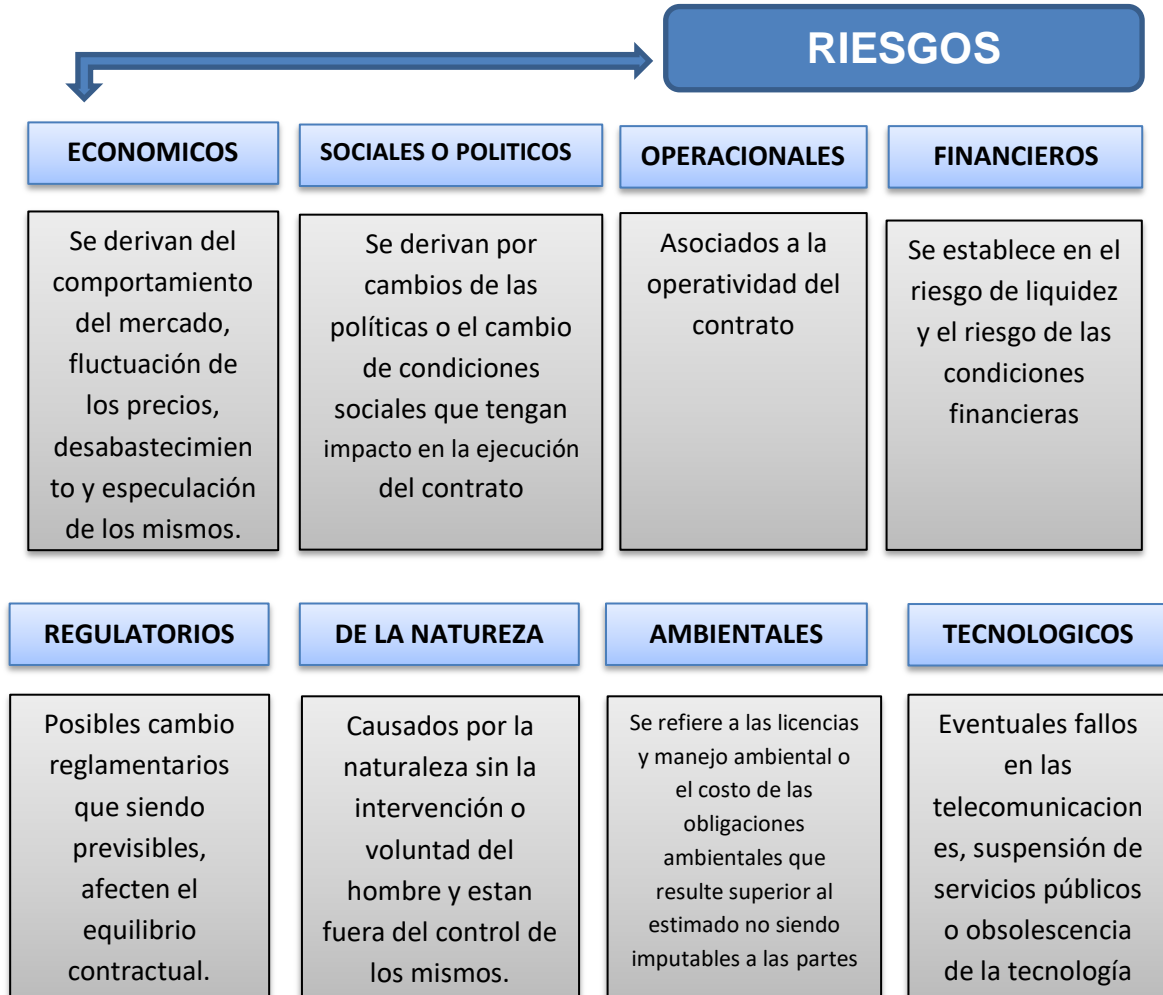 RIESGOS
ECONOMICOS
Se derivan del
comportamiento
del mercado,
fluctuación de
los precios,
desabastecimien
to y especulación
de los mismos.
SOCIALES O POLITICOS
Se derivan por
cambios de las
políticas o el cambio
de condiciones
sociales que tengan
impacto en la ejecución
del contrato
OPERACIONALES
Asociados a la
operatividad del
contrato
FINANCIEROS
Se establece en el
riesgo de liquidez
y el riesgo de las
condiciones
financieras
REGULATORIOS
Posibles cambio
reglamentarios
que siendo
previsibles,
afecten el
equilibrio
contractual.
DE LA NATUREZA
Causados por la
naturaleza sin la
intervención o
voluntad del
hombre y estan
fuera del control de
los mismos.
AMBIENTALES
Se refiere a las licencias
y manejo ambiental o
el costo de las
obligaciones
ambientales que
resulte superior al
estimado no siendo
imputables a las partes
TECNOLOGICOS
Eventuales fallos
en las
telecomunicacion
es, suspensión de
servicios públicos
o obsolescencia
de la tecnología